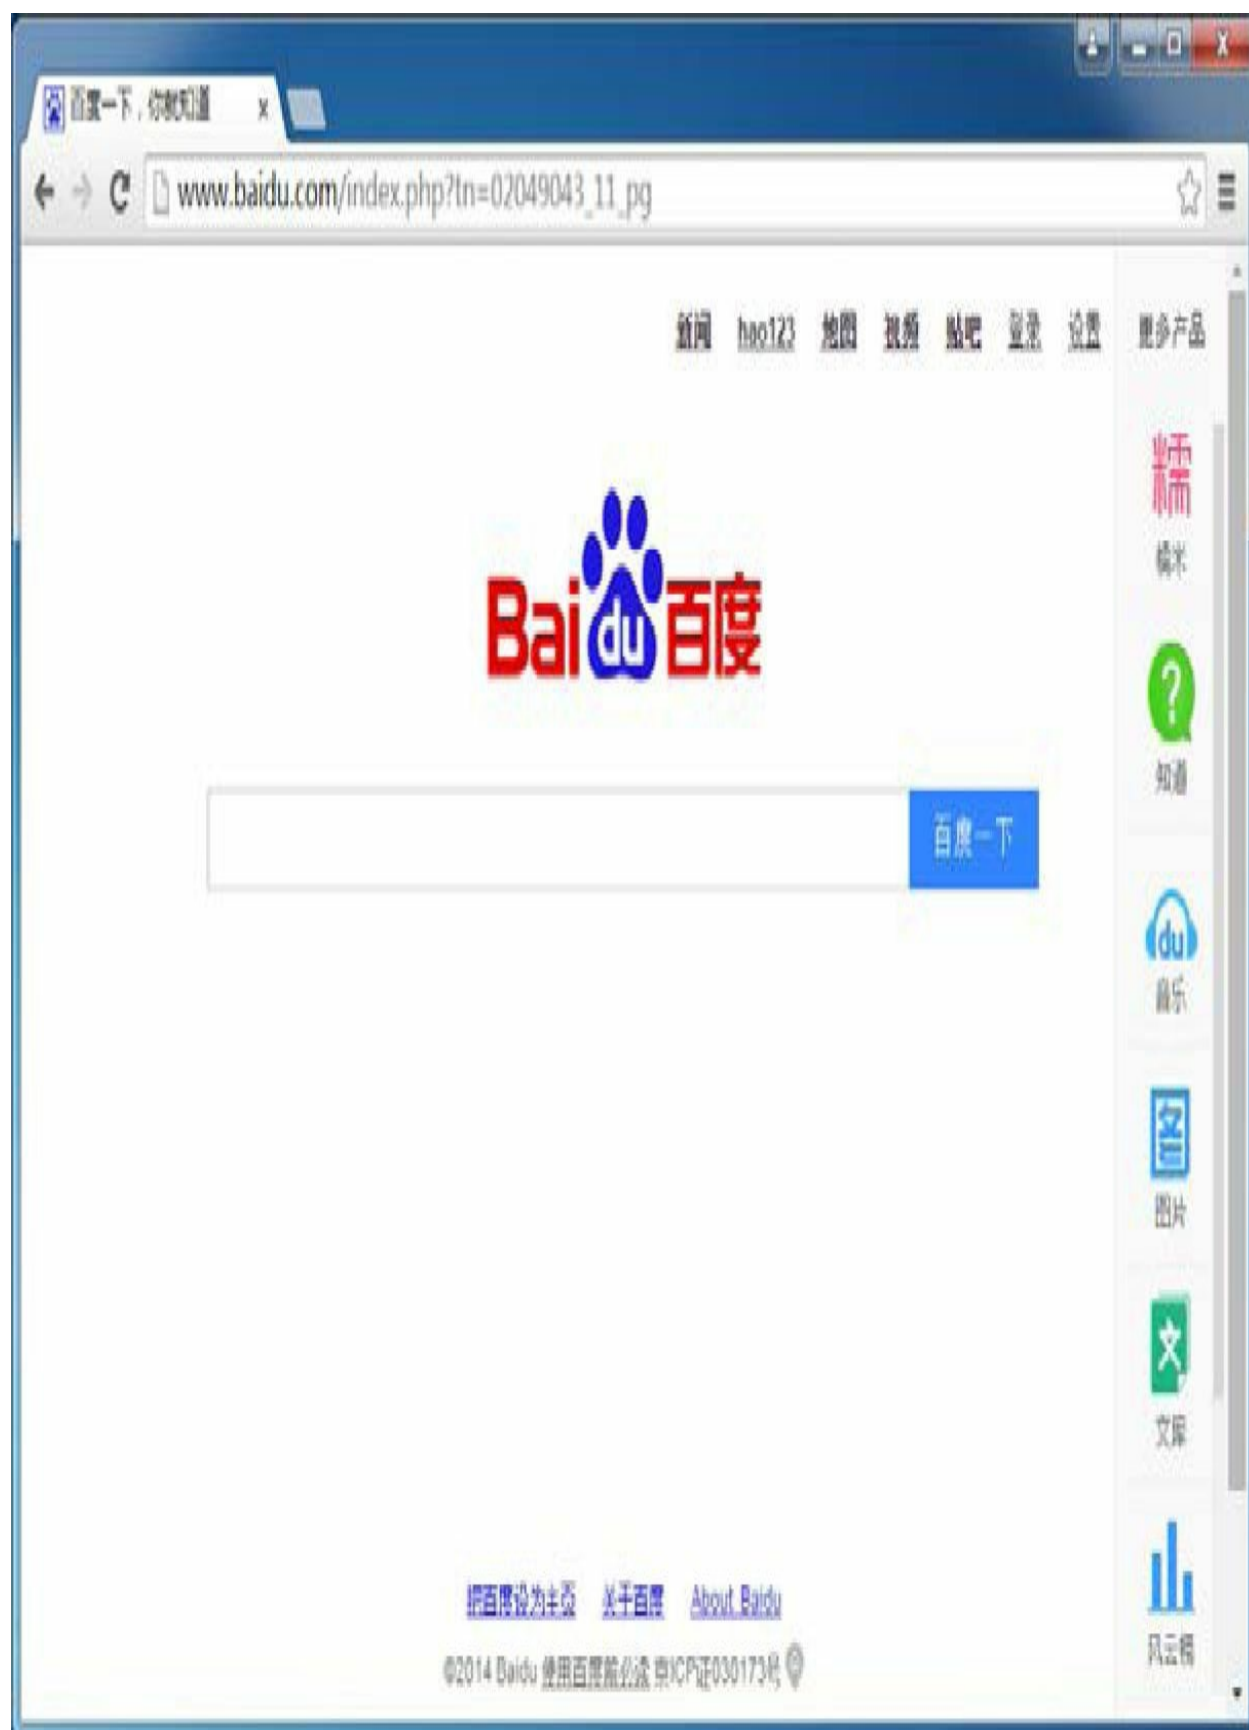 百度一下，你就知道
www.baidu.com/index.php?tn=02049043_11_pg
新闻 hao123 地图 视频 贴吧 登录 设置 更多产品
糯
糯米
Bai du 百度
?
知道
百度一下
du
音乐
图片
文
文库
把百度设为主页 关于百度 About Baidu
风云榜
©2014 Baidu 使用百度前必读 京ICP证030173号